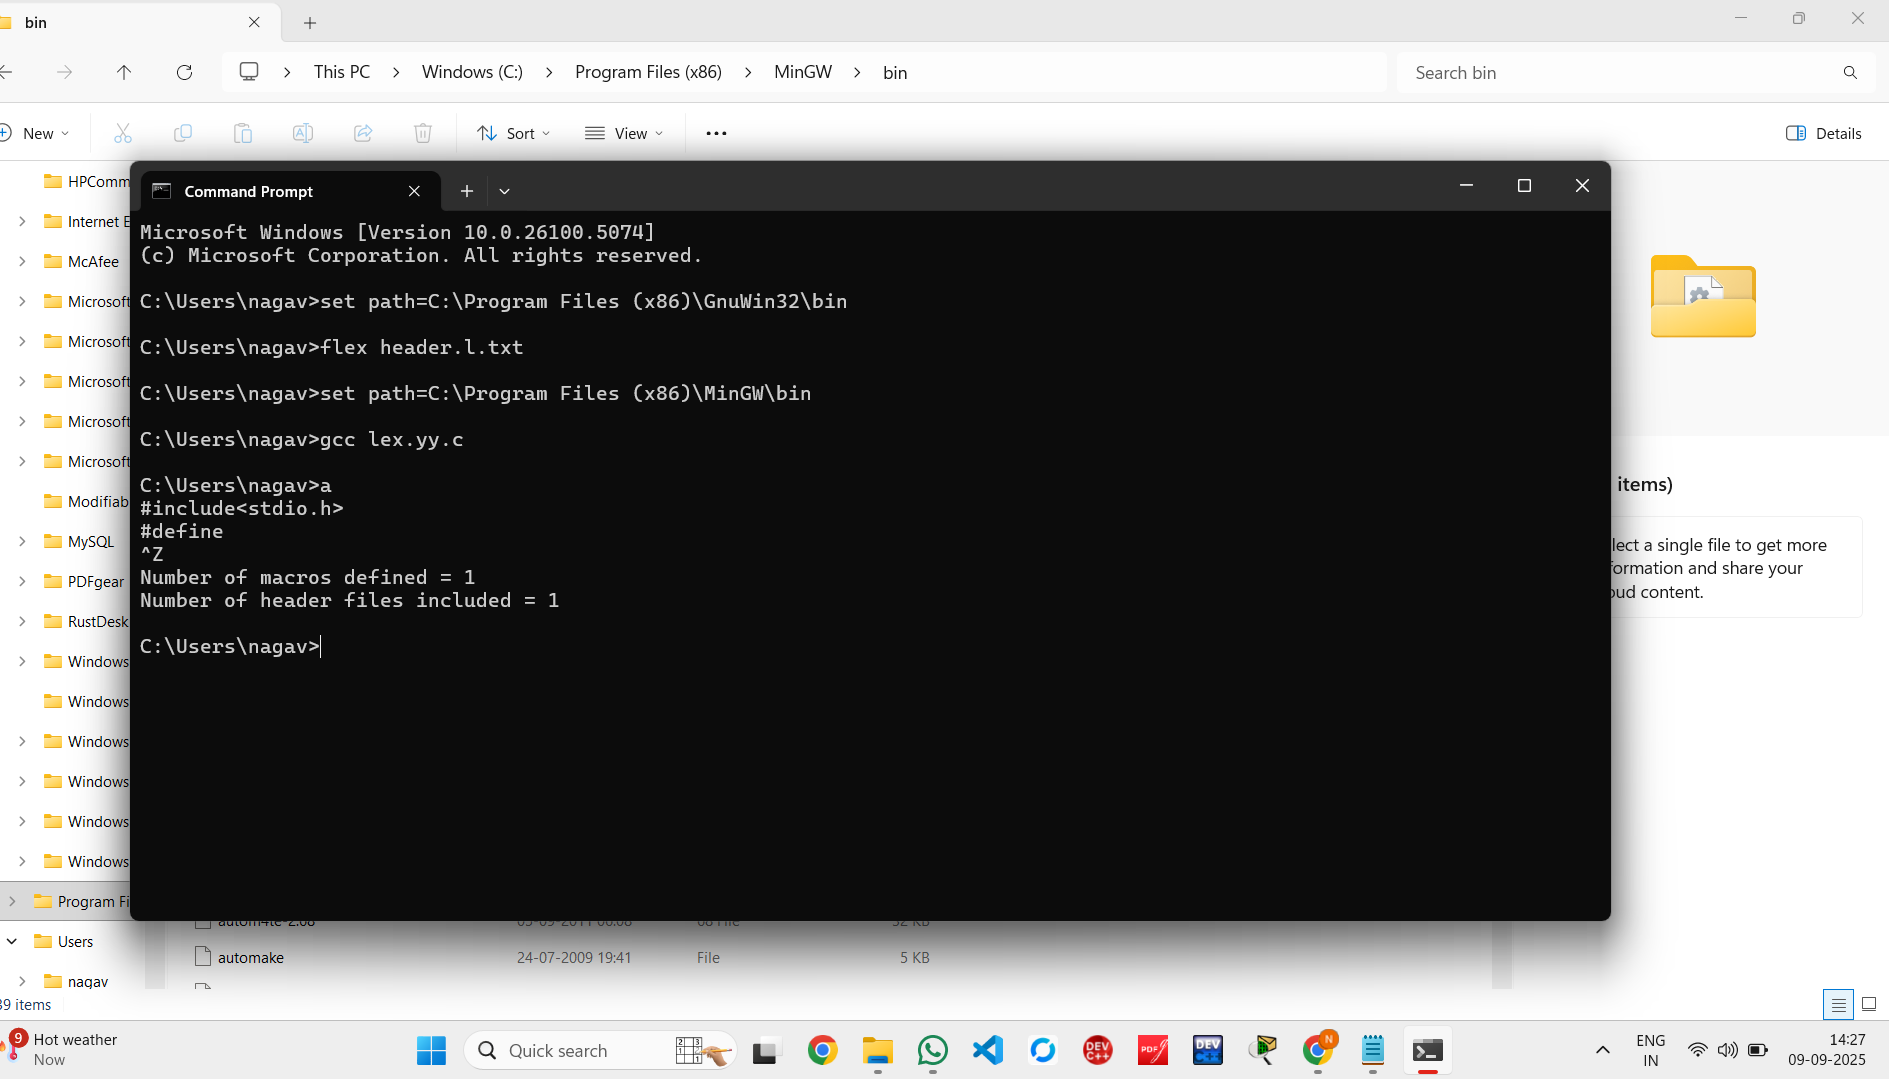 bin
This PC > Windows (C:) > Program Files (x86) > MinGW > bin
Search bin
New
Sort
View
Details
HPComm
Internet E
McAfee
Microsoft
Microsoft
Microsoft
Microsoft
Microsoft
Modifiab
MySQL
PDFgear
RustDesk
Windows
Windows
Windows
Windows
Windows
Windows
Program Fi
Users
nagav
39 items
Command Prompt
Microsoft Windows [Version 10.0.26100.5074]
(c) Microsoft Corporation. All rights reserved.
C:\Users\nagav>set path=C:\Program Files (x86)\GnuWin32\bin
C:\Users\nagav>flex header.l.txt
C:\Users\nagav>set path=C:\Program Files (x86)\MinGW\bin
C:\Users\nagav>gcc lex.yy.c
C:\Users\nagav>a
#include<stdio.h>
#define
^Z
Number of macros defined = 1
Number of header files included = 1
C:\Users\nagav>
items)
lect a single file to get more
formation and share your
oud content.
automake 24-07-2009 19:41 File 5 KB
9
Hot weather
Now
Quick search
DEV C++
PDF
DEV C++
N
ENG
IN
14:27
09-09-2025